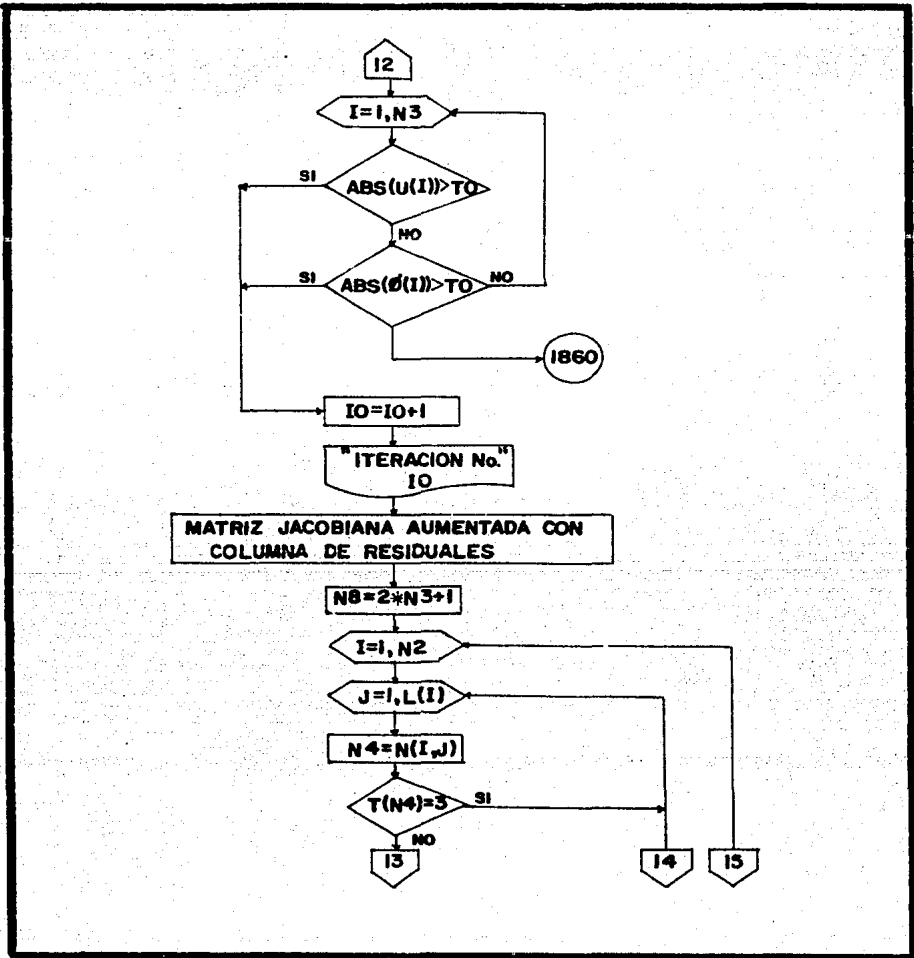 12
I=1,N3
SI
ABS(U(I))>TO
NO
SI
ABS(Ø(I))>TO
NO
1860
IO=IO+1
"ITERACION No."
IO
MATRIZ JACOBIANA AUMENTADA CON
COLUMNA DE RESIDUALES
N8=2*N3+1
I=1,N2
J=1,L(I)
N4=N(I,J)
T(N4)=3
SI
NO
13
14
15